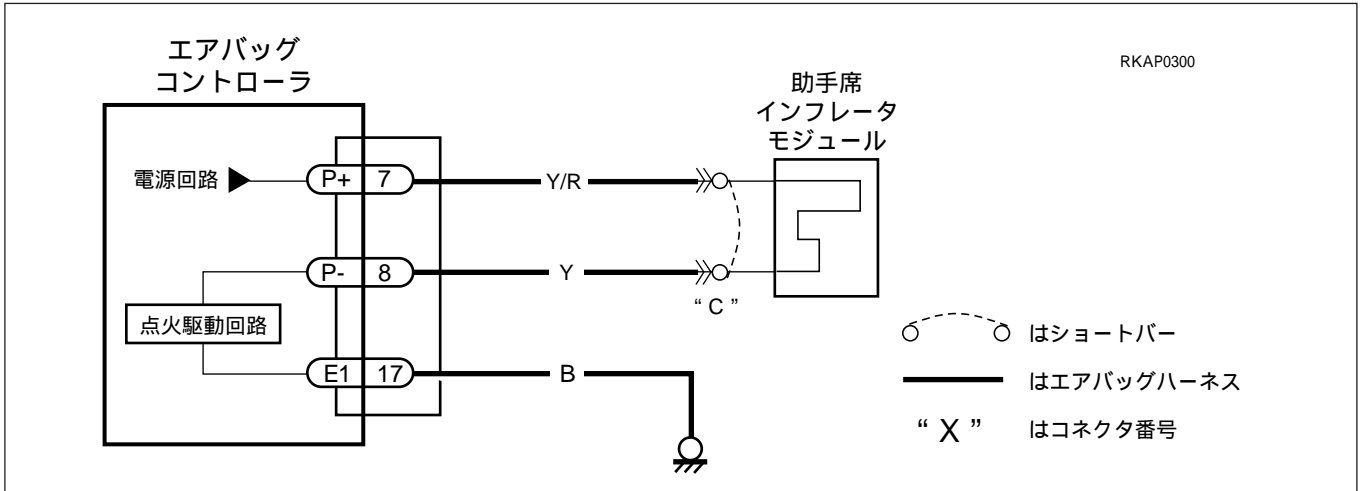 エアバッグ
コントローラ
RKAP0300
助手席
インフレータ
モジュール
電源回路
P+ 7
Y/R
P- 8
Y
“ C ”
点火駆動回路
はショートバー
E1 17
B
はエアバッグハーネス
“ X ” はコネクタ番号